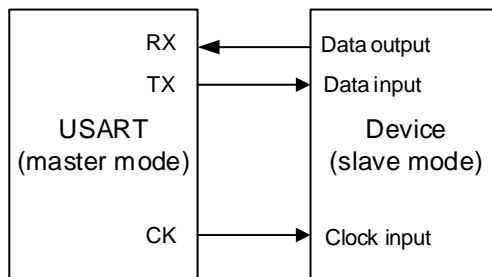 RX
Data output
TX
Data input
USART
(master mode)
Device
(slave mode)
CK
Clock input